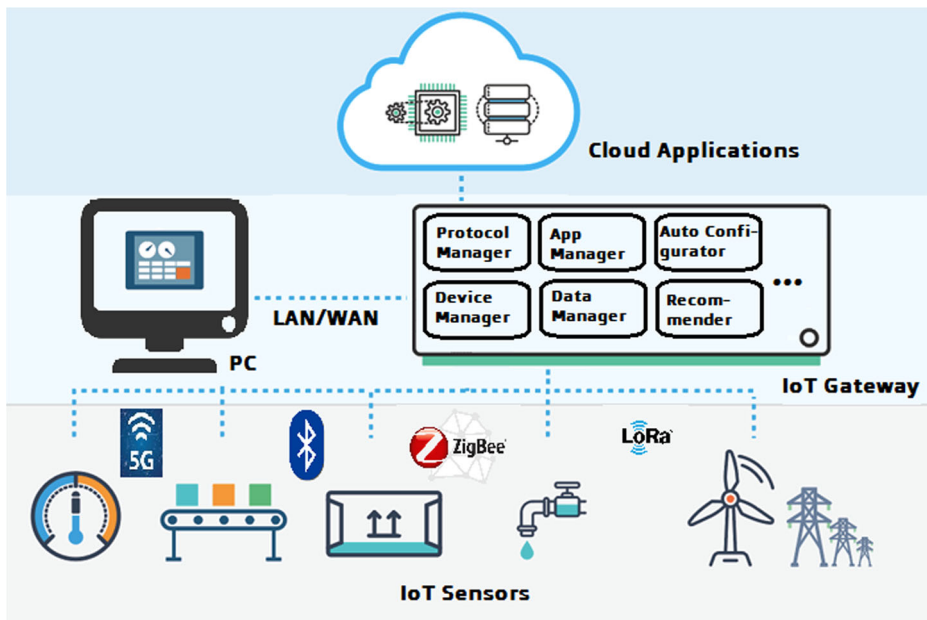 Cloud Applications
Protocol
Manager
App
Manager
Auto Confi-
gurator
Device
Manager
Data
Manager
Recom-
mender
•••
LAN/WAN
PC
IoT Gateway
5G
ZigBee
LoRa
IoT Sensors